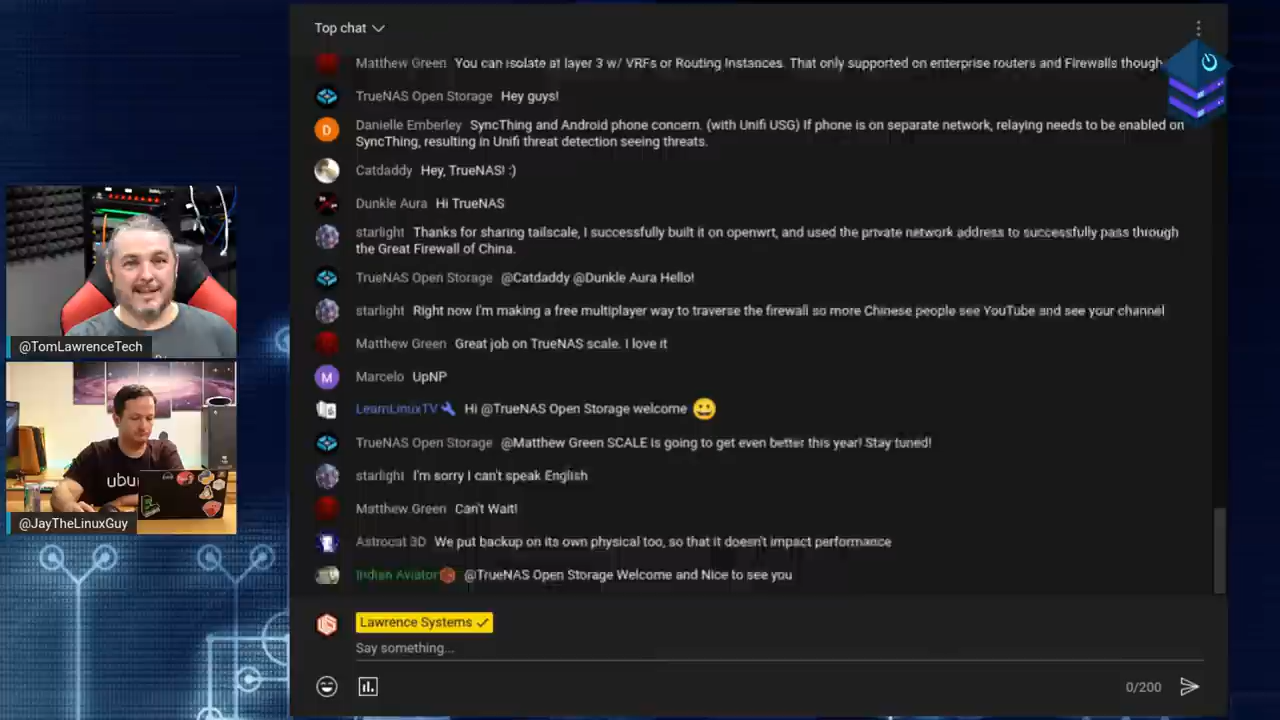 Top chat
Matthew Green You can isolate at layer 3 w/ VRFs or Routing Instances. That only supported on enterprise routers and Firewalls though
TrueNAS Open Storage Hey guys!
D Danielle Emberley SyncThing and Android phone concern. (with Unifi USG) If phone is on separate network, relaying needs to be enabled on
SyncThing, resulting in Unifi threat detection seeing threats.
Catdaddy Hey, TrueNAS! :)
Dunkle Aura Hi TrueNAS
starlight Thanks for sharing tailscale, I successfully built it on openwrt, and used the private network address to successfully pass through
the Great Firewall of China.
TrueNAS Open Storage @Catdaddy @Dunkle Aura Hello!
starlight Right now I'm making a free multiplayer way to traverse the firewall so more Chinese people see YouTube and see your channel
Matthew Green Great job on TrueNAS scale. I love it
M Marcelo UpNP
LearnLinuxTV Hi @TrueNAS Open Storage welcome 😀
TrueNAS Open Storage @Matthew Green SCALE is going to get even better this year! Stay tuned!
starlight I'm sorry I can't speak English
Matthew Green Can't Wait!
Astrocat 3D We put backup on its own physical too, so that it doesn't impact performance
Indian Aviator @TrueNAS Open Storage Welcome and Nice to see you
Lawrence Systems
Say something...
0/200
@TomLawrenceTech
ubu
@JayTheLinuxGuy